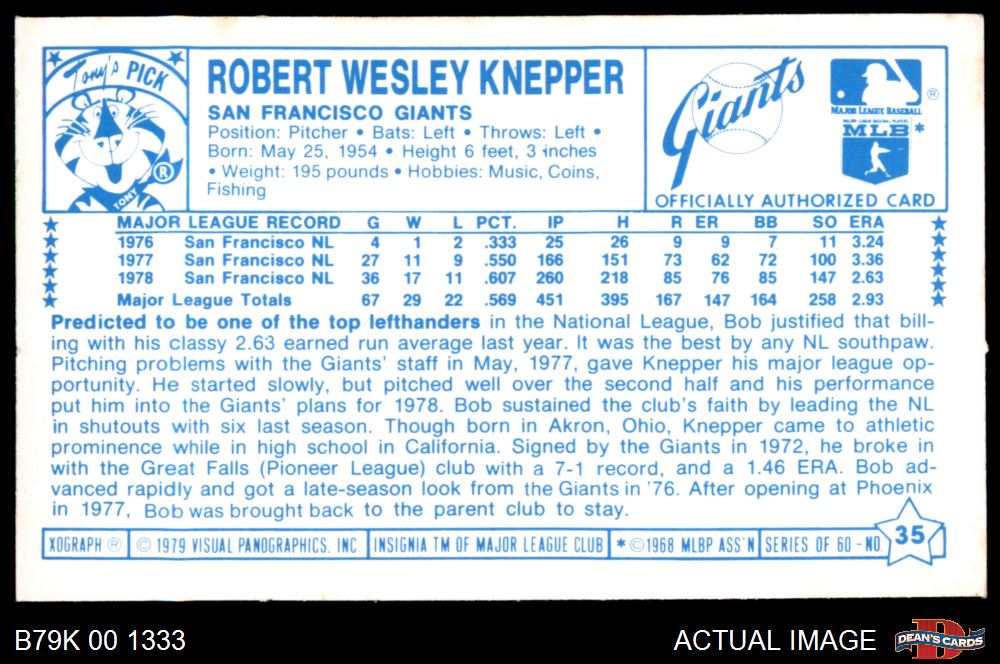 Tony's PICK
TONY
®
ROBERT WESLEY KNEPPER
SAN FRANCISCO GIANTS
Position: Pitcher • Bats: Left • Throws: Left •
Born: May 25, 1954 • Height 6 feet, 3 inches
• Weight: 195 pounds • Hobbies: Music, Coins,
Fishing
Giants
MAJOR LEAGUE BASEBALL ®
MAJOR LEAGUE BASEBALL PLAYERS
MLB *
OFFICIALLY AUTHORIZED CARD
MAJOR LEAGUE RECORD G W L PCT. IP H R ER BB SO ERA
1976 San Francisco NL 4 1 2 .333 25 26 9 9 7 11 3.24
1977 San Francisco NL 27 11 9 .550 166 151 73 62 72 100 3.36
1978 San Francisco NL 36 17 11 .607 260 218 85 76 85 147 2.63
Major League Totals 67 29 22 .569 451 395 167 147 164 258 2.93
Predicted to be one of the top lefthanders in the National League, Bob justified that bill-
ing with his classy 2.63 earned run average last year. It was the best by any NL southpaw.
Pitching problems with the Giants' staff in May, 1977, gave Knepper his major league op-
portunity. He started slowly, but pitched well over the second half and his performance
put him into the Giants' plans for 1978. Bob sustained the club's faith by leading the NL
in shutouts with six last season. Though born in Akron, Ohio, Knepper came to athletic
prominence while in high school in California. Signed by the Giants in 1972, he broke in
with the Great Falls (Pioneer League) club with a 7-1 record, and a 1.46 ERA. Bob ad-
vanced rapidly and got a late-season look from the Giants in '76. After opening at Phoenix
in 1977, Bob was brought back to the parent club to stay.
XOGRAPH ® © 1979 VISUAL PANOGRAPHICS, INC INSIGNIA TM OF MAJOR LEAGUE CLUB * ©1968 MLBP ASS'N SERIES OF 60 - NO. 35
B79K 00 1333
ACTUAL IMAGE
DEAN'S CARDS